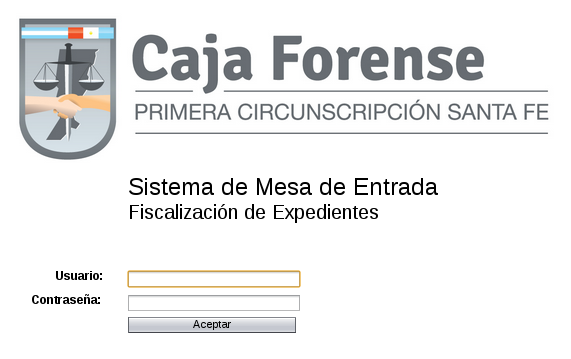 Caja Forense
PRIMERA CIRCUNSCRIPCIÓN SANTA FE
Sistema de Mesa de Entrada
Fiscalización de Expedientes
Usuario:
Contraseña:
Aceptar